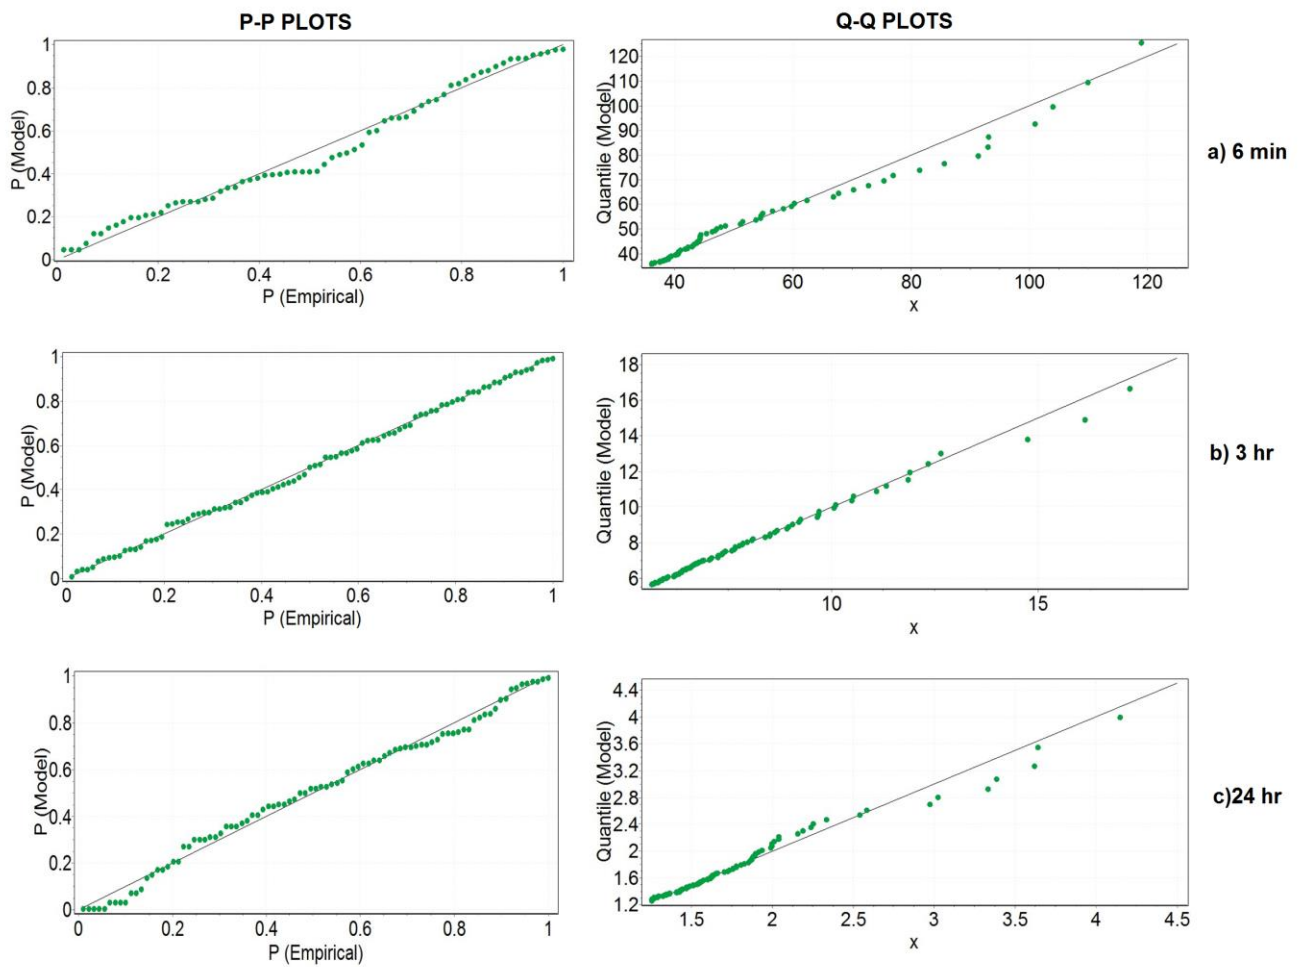 P-P PLOTS
Q-Q PLOTS
1
0.8
0.6
0.4
0.2
0
P (Model)
0 0.2 0.4 0.6 0.8 1
P (Empirical)
120
110
100
90
80
70
60
50
40
Quantile (Model)
40 60 80 100 120
x
a) 6 min
1
0.8
0.6
0.4
0.2
0
P (Model)
0 0.2 0.4 0.6 0.8 1
P (Empirical)
18
16
14
12
10
8
6
Quantile (Model)
10 15
x
b) 3 hr
1
0.8
0.6
0.4
0.2
0
P (Model)
0 0.2 0.4 0.6 0.8 1
P (Empirical)
4.4
4
3.6
3.2
2.8
2.4
2
1.6
1.2
Quantile (Model)
1.5 2 2.5 3 3.5 4 4.5
x
c)24 hr